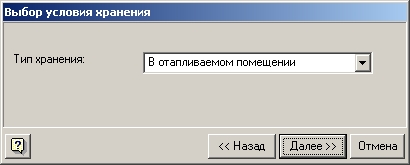 Выбор условия хранения
Тип хранения: В отапливаемом помещении
<< Назад Далее >> Отмена